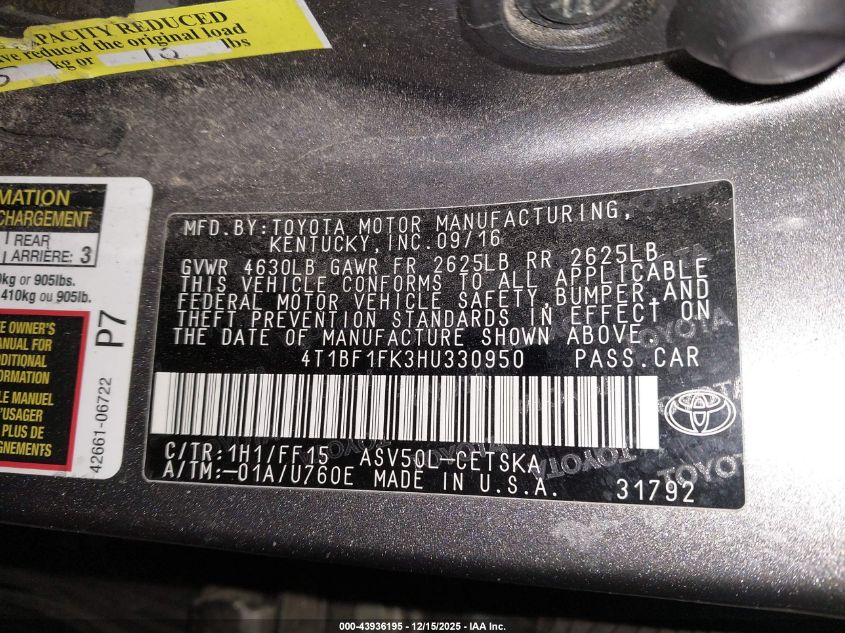 CAPACITY REDUCED
reduced the original load
kg or lbs
MATION
CHARGEMENT
REAR
ARRIÈRE: 3
kg or 905lbs.
410kg ou 905lb.
E OWNER'S
MANUAL FOR
DITIONAL
ORMATION
LE MANUEL
'USAGER
PLUS DE
GNEMENTS
P7
42661-06722
MFD.BY:TOYOTA MOTOR MANUFACTURING,
KENTUCKY,INC.09/16
GVWR 4630LB GAWR FR 2625LB RR 2625LB
THIS VEHICLE CONFORMS TO ALL APPLICABLE
FEDERAL MOTOR VEHICLE SAFETY,BUMPER,AND
THEFT PREVENTION STANDARDS IN EFFECT ON
THE DATE OF MANUFACTURE SHOWN ABOVE.
4T1BF1FK3HU330950 PASS.CAR
C/TR:1H1/FF15 ASV50L-CETSKA
A/TM:-01A/U760E MADE IN U.S.A.
31792
000-43936195 - 12/15/2025 - IAA Inc.